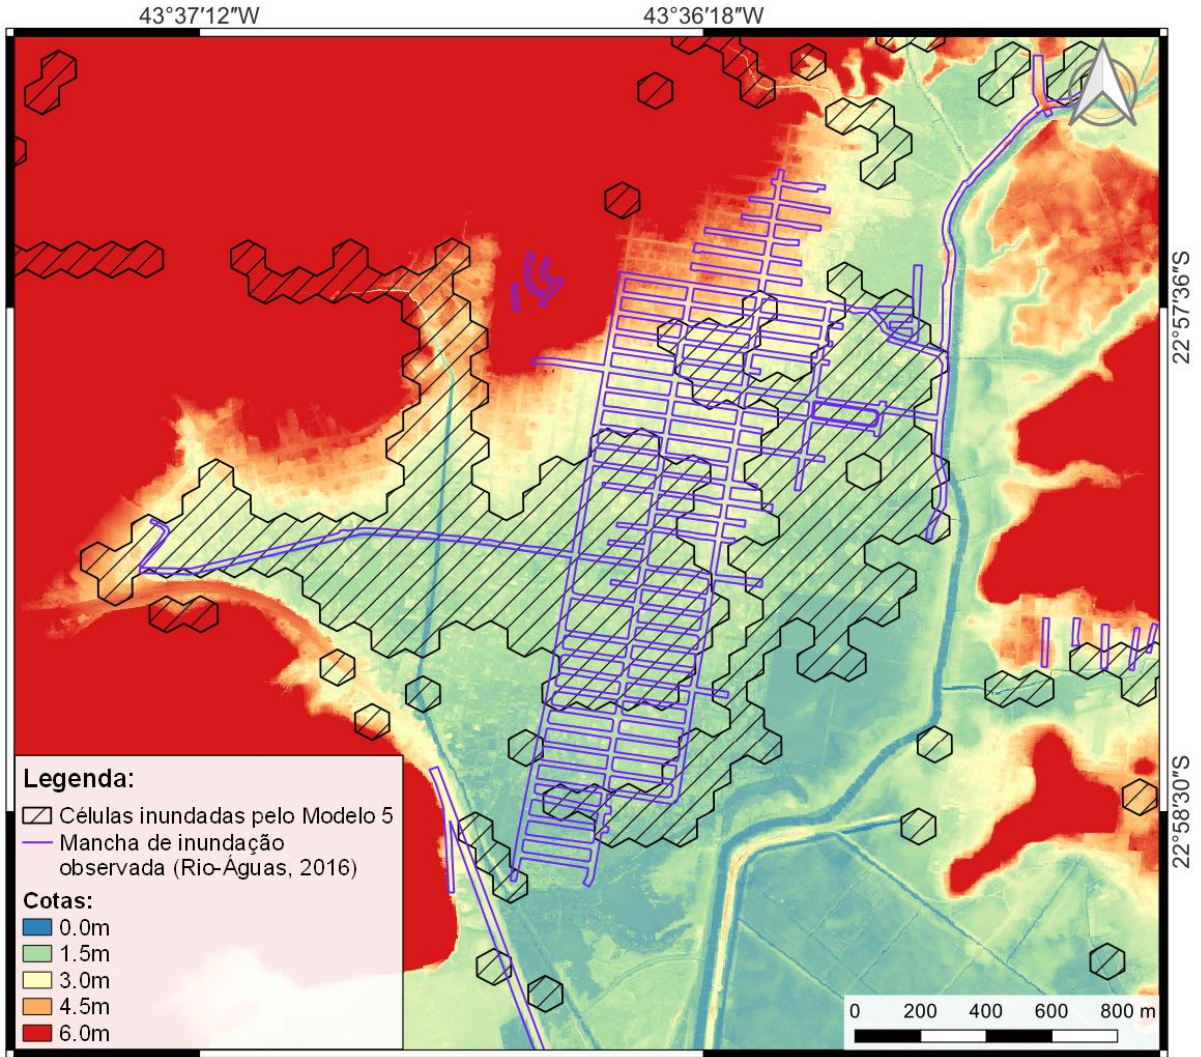 43°37'12"W 43°36'18"W
22°57'36"S
22°58'30"S
Legenda:
Células inundadas pelo Modelo 5
Mancha de inundação
observada (Rio-Águas, 2016)
Cotas:
0.0m
1.5m
3.0m
4.5m
6.0m
0 200 400 600 800 m